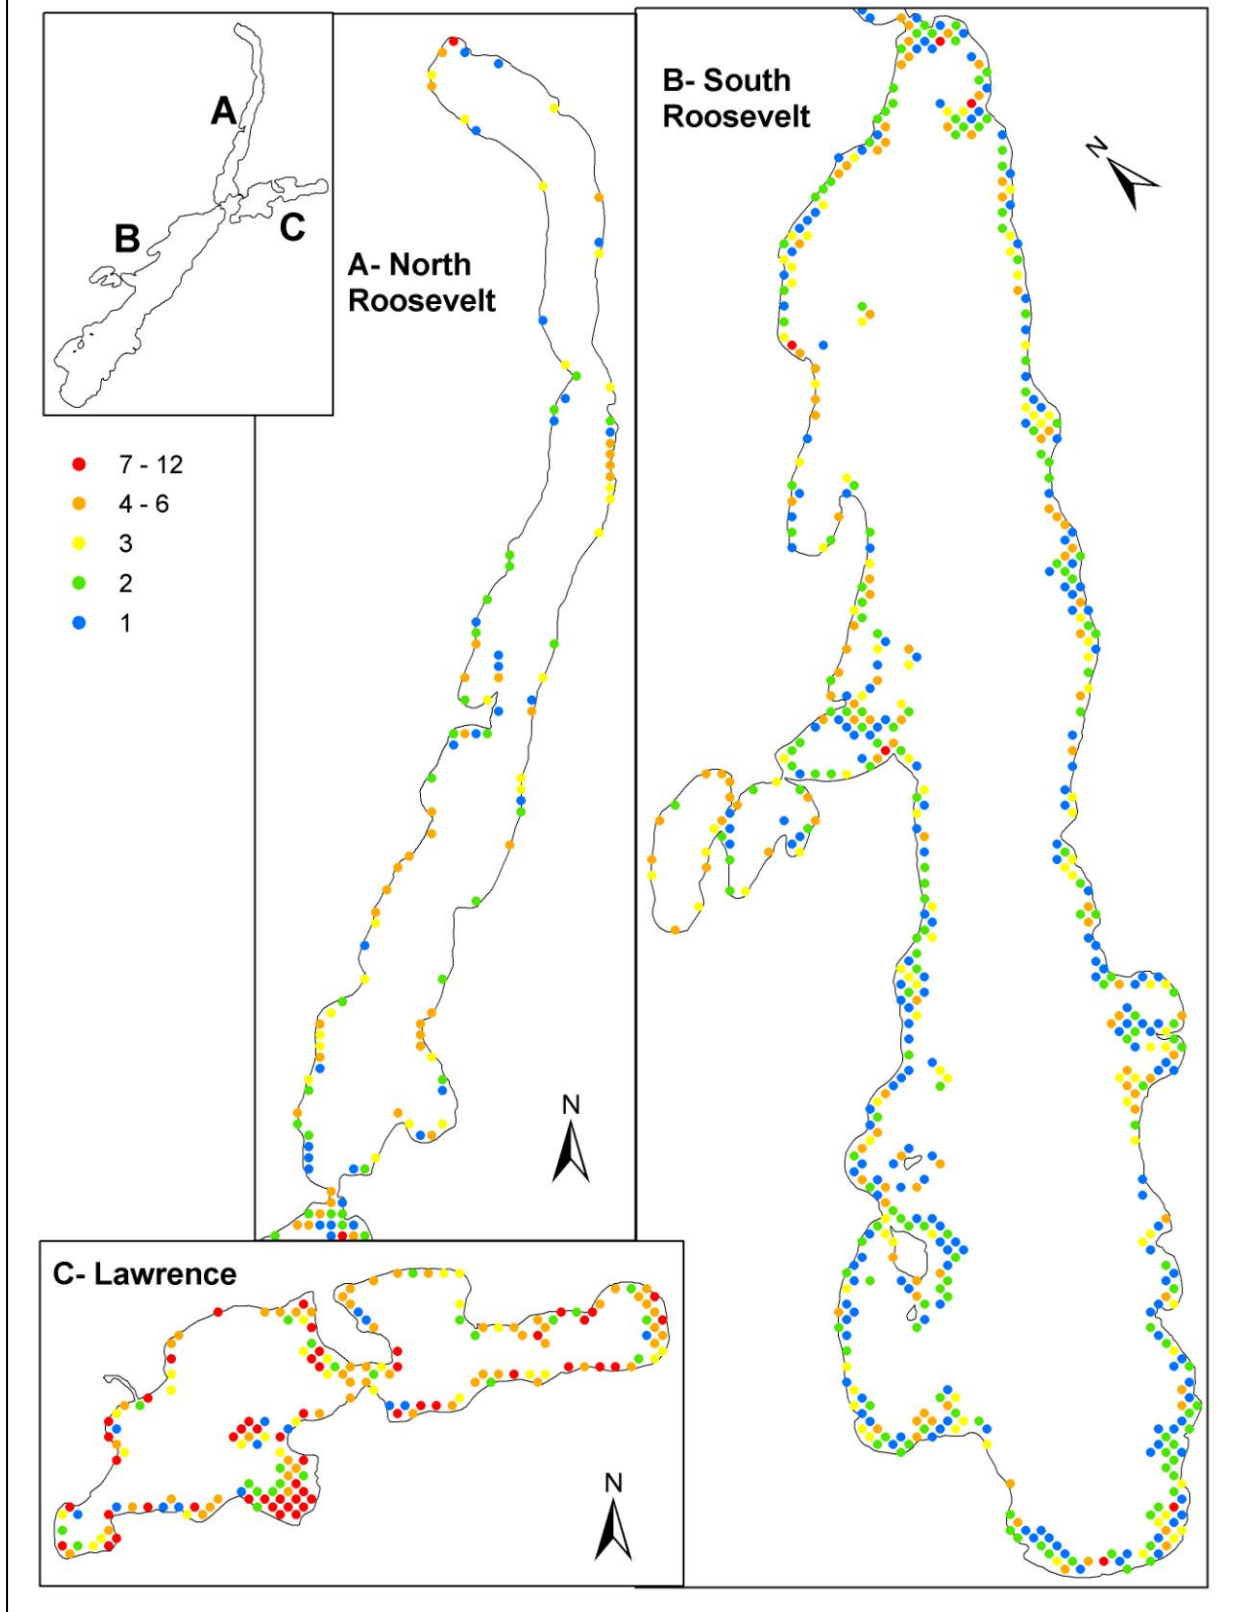 A
B
C
7 - 12
4 - 6
3
2
1
A- North
Roosevelt
N
B- South
Roosevelt
N
C- Lawrence
N